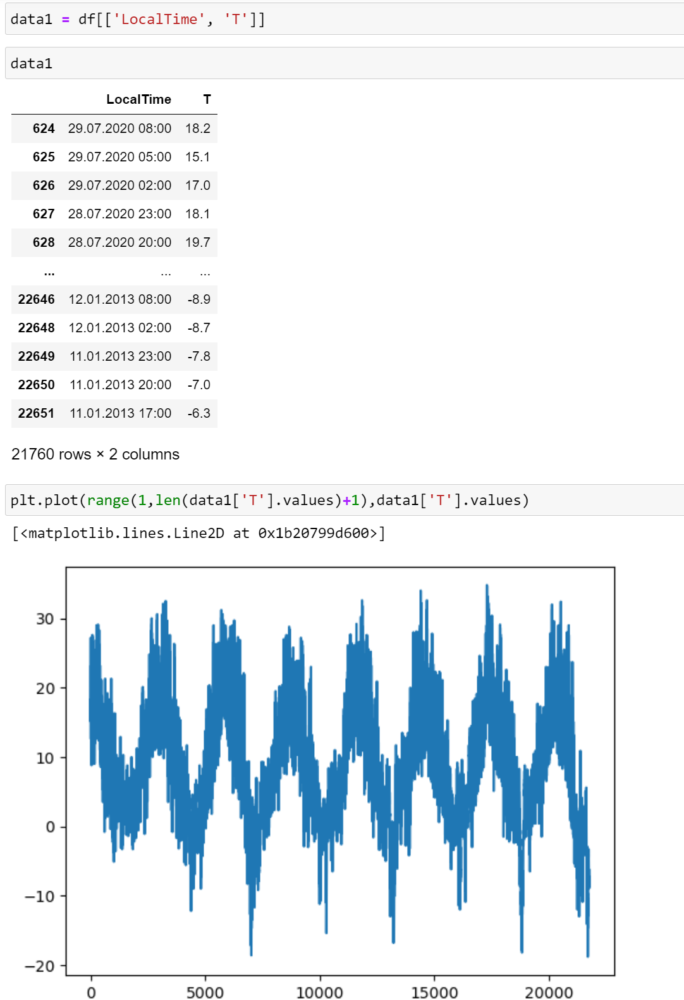 data1 = df[['LocalTime', 'T']]
data1
LocalTime T
624 29.07.2020 08:00 18.2
625 29.07.2020 05:00 15.1
626 29.07.2020 02:00 17.0
627 28.07.2020 23:00 18.1
628 28.07.2020 20:00 19.7
... ... ...
22646 12.01.2013 08:00 -8.9
22648 12.01.2013 02:00 -8.7
22649 11.01.2013 23:00 -7.8
22650 11.01.2013 20:00 -7.0
22651 11.01.2013 17:00 -6.3
21760 rows × 2 columns
plt.plot(range(1,len(data1['T'].values)+1),data1['T'].values)
[<matplotlib.lines.Line2D at 0x1b20799d600>]
30
20
10
0
−10
−20
0 5000 10000 15000 20000